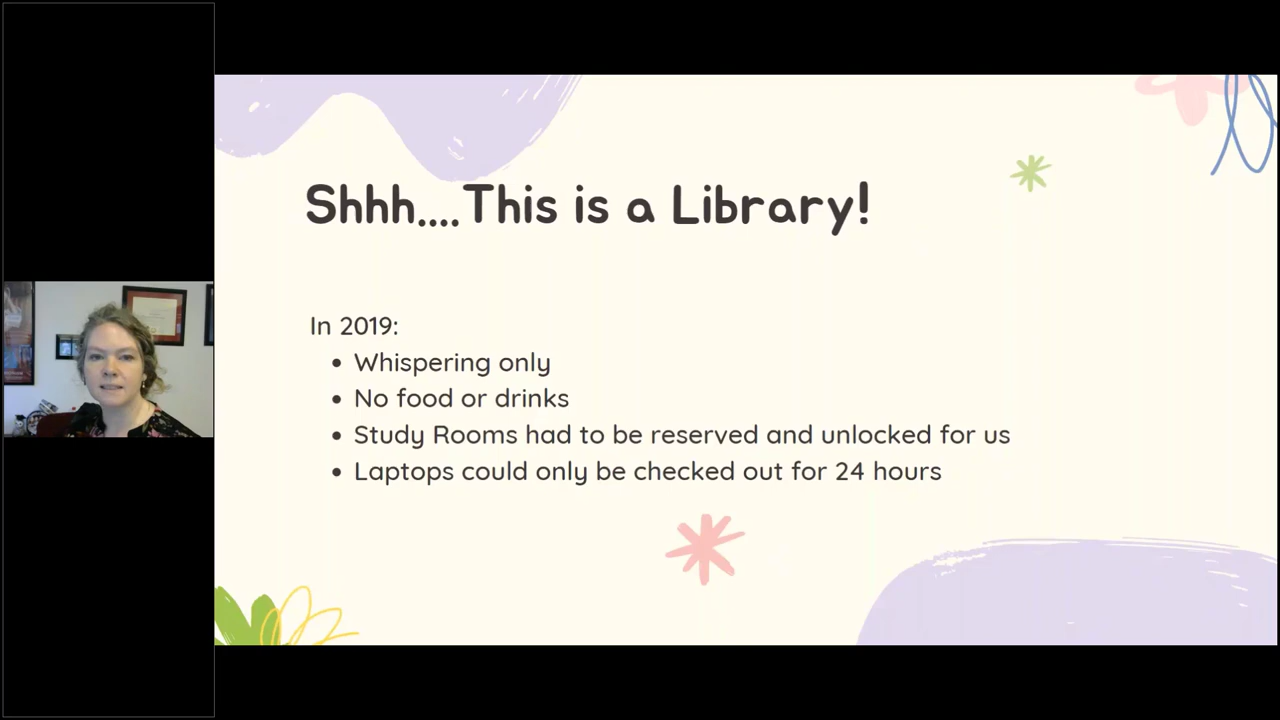 Shhh....This is a Library!
In 2019:
• Whispering only
• No food or drinks
• Study Rooms had to be reserved and unlocked for us
• Laptops could only be checked out for 24 hours